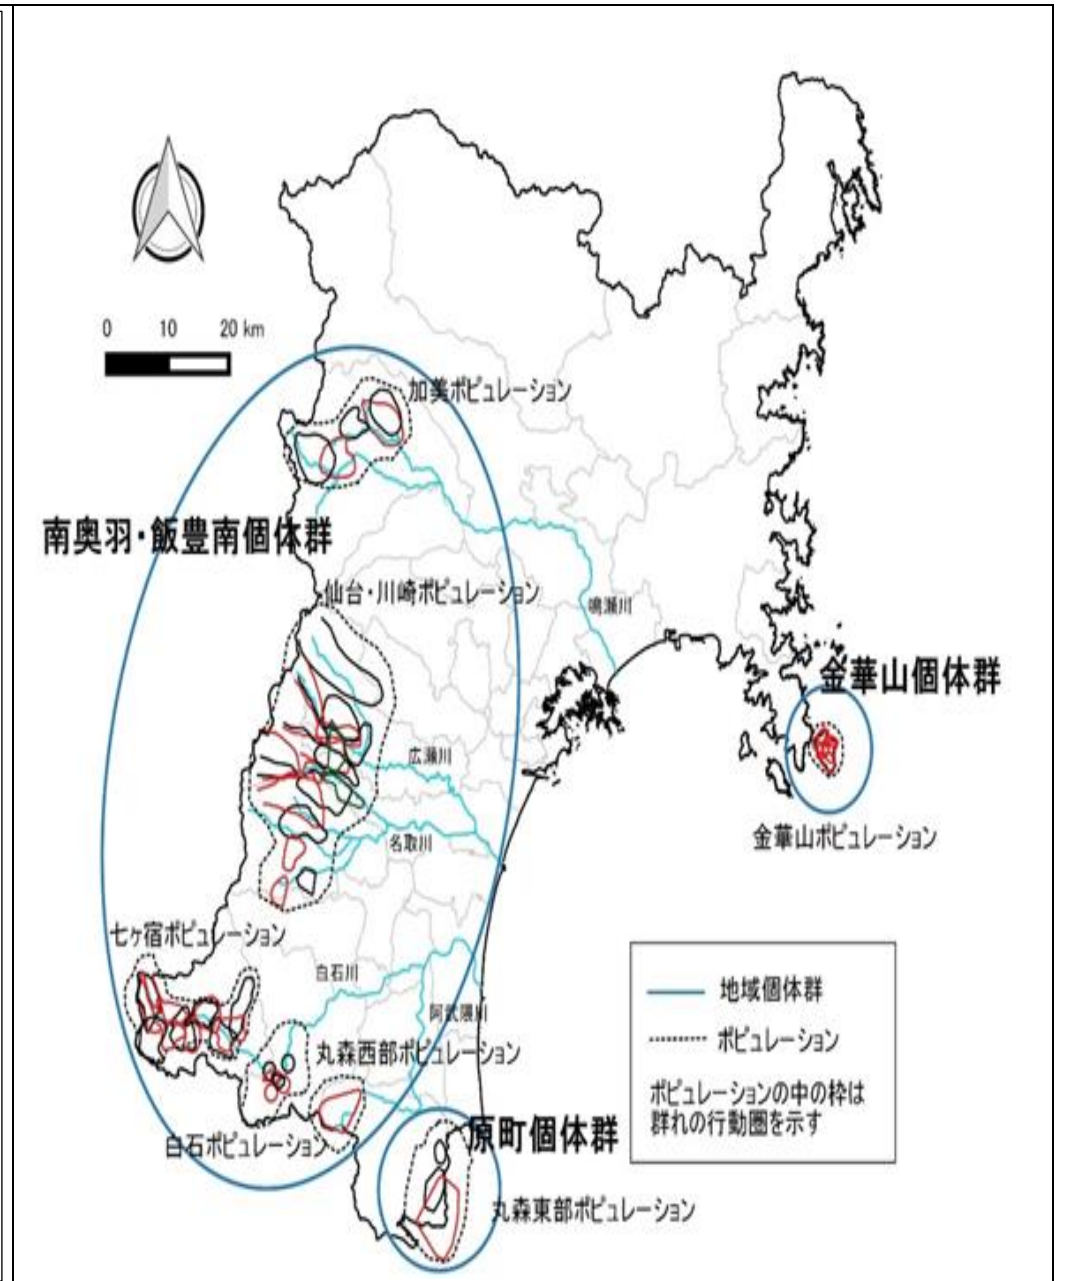 0 10 20 km
加美ポピュレーション
南奥羽・飯豊南個体群
仙台・川崎ポピュレーション
鳴瀬川
金華山個体群
広瀬川
金華山ポピュレーション
名取川
七ヶ宿ポピュレーション
白石川
阿武隈川
丸森西部ポピュレーション
白石ポピュレーション
原町個体群
丸森東部ポピュレーション
地域個体群
ポピュレーション
ポピュレーションの中の枠は
群れの行動圏を示す